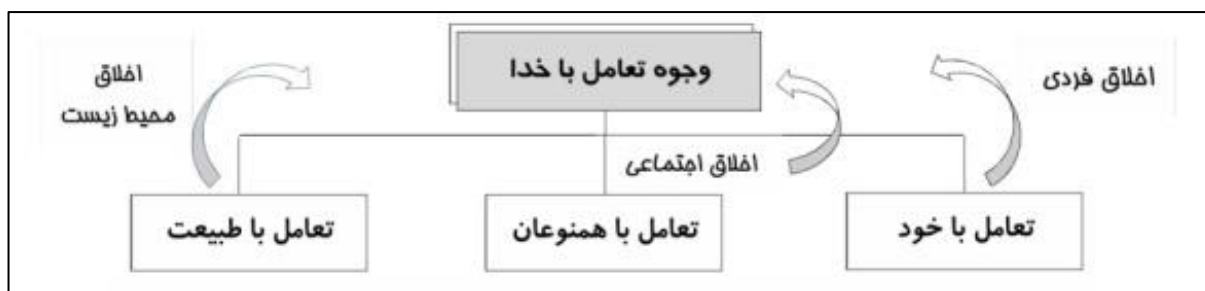 وجوه تعامل با خدا
اخلاق فردی
اخلاق
محیط زیست
اخلاق اجتماعی
تعامل با خود
تعامل با همنوعان
تعامل با طبیعت